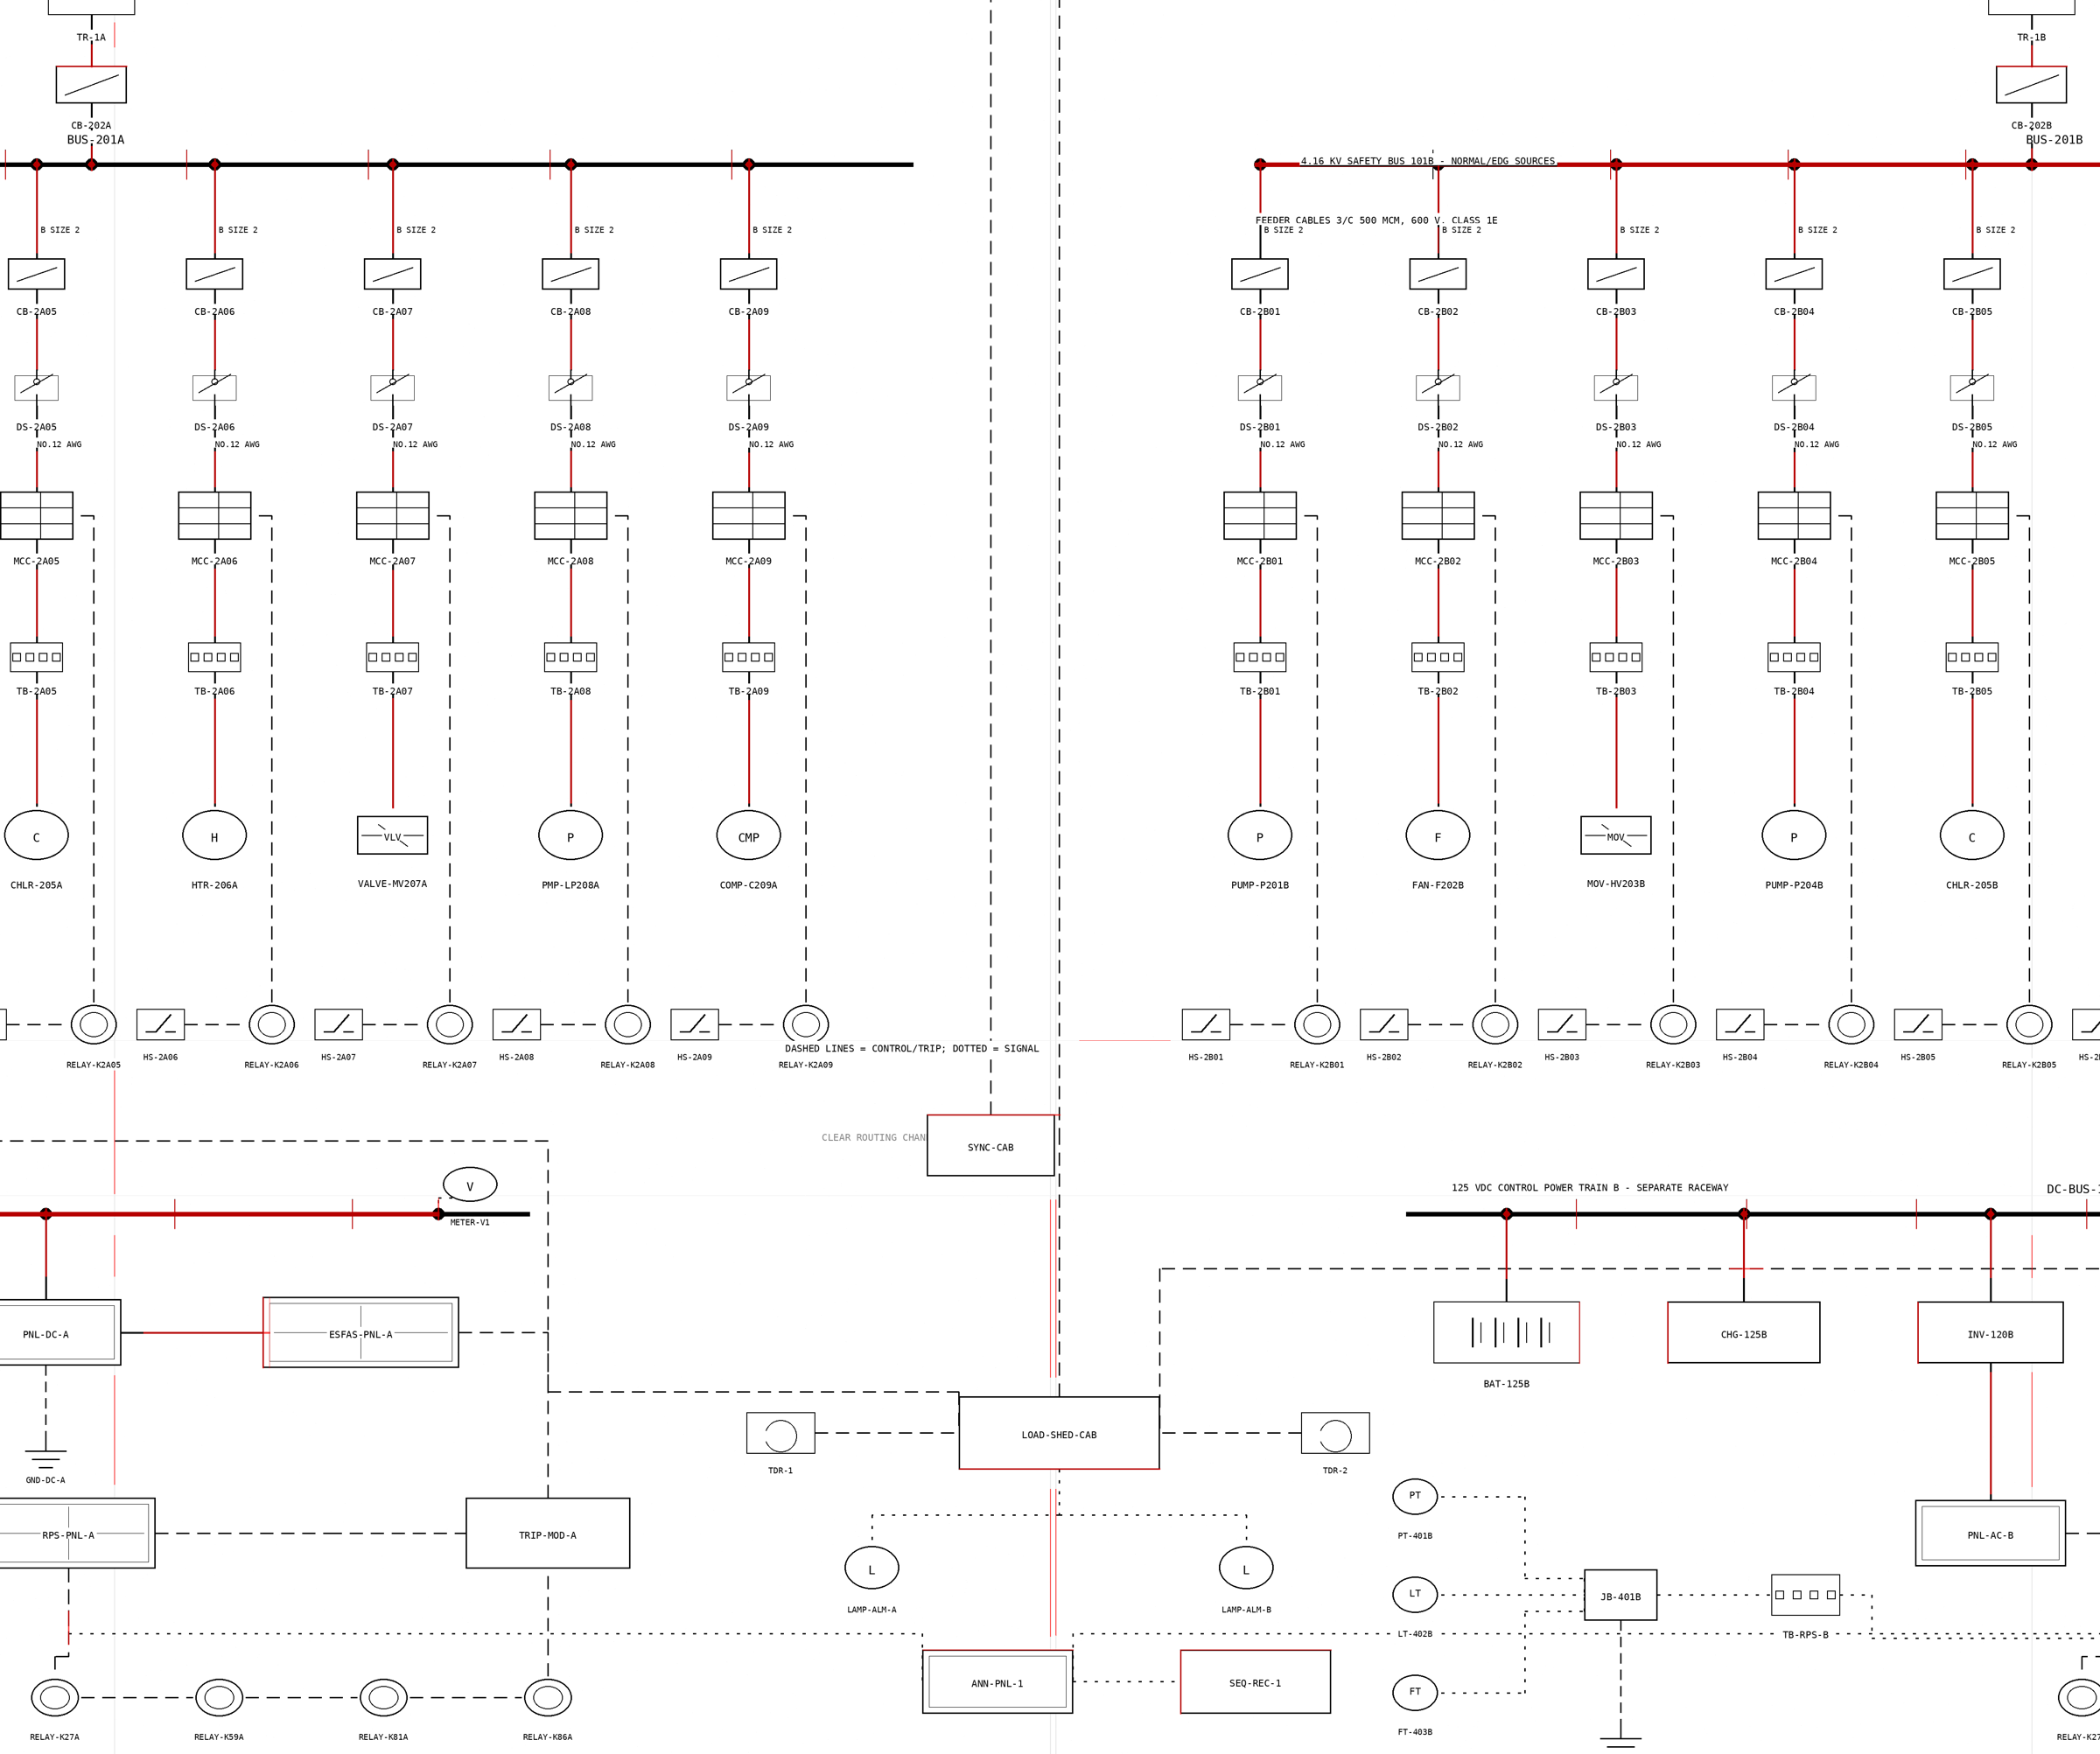 TR-1A
TR-1B
CB-202A
CB-202B
BUS-201A
BUS-201B
4.16 KV SAFETY BUS 101B - NORMAL/EDG SOURCES
FEEDER CABLES 3/C 500 MCM, 600 V. CLASS 1E
B SIZE 2
B SIZE 2
B SIZE 2
B SIZE 2
B SIZE 2
B SIZE 2
B SIZE 2
B SIZE 2
B SIZE 2
B SIZE 2
CB-2A05
CB-2A06
CB-2A07
CB-2A08
CB-2A09
CB-2B01
CB-2B02
CB-2B03
CB-2B04
CB-2B05
DS-2A05
DS-2A06
DS-2A07
DS-2A08
DS-2A09
DS-2B01
DS-2B02
DS-2B03
DS-2B04
DS-2B05
NO.12 AWG
NO.12 AWG
NO.12 AWG
NO.12 AWG
NO.12 AWG
NO.12 AWG
NO.12 AWG
NO.12 AWG
NO.12 AWG
NO.12 AWG
MCC-2A05
MCC-2A06
MCC-2A07
MCC-2A08
MCC-2A09
MCC-2B01
MCC-2B02
MCC-2B03
MCC-2B04
MCC-2B05
TB-2A05
TB-2A06
TB-2A07
TB-2A08
TB-2A09
TB-2B01
TB-2B02
TB-2B03
TB-2B04
TB-2B05
C
H
VLV
P
CMP
P
F
MOV
P
C
CHLR-205A
HTR-206A
VALVE-MV207A
PMP-LP208A
COMP-C209A
PUMP-P201B
FAN-F202B
MOV-HV203B
PUMP-P204B
CHLR-205B
DASHED LINES = CONTROL/TRIP; DOTTED = SIGNAL
RELAY-K2A05
HS-2A06
RELAY-K2A06
HS-2A07
RELAY-K2A07
HS-2A08
RELAY-K2A08
HS-2A09
RELAY-K2A09
HS-2B01
RELAY-K2B01
HS-2B02
RELAY-K2B02
HS-2B03
RELAY-K2B03
HS-2B04
RELAY-K2B04
HS-2B05
RELAY-K2B05
CLEAR ROUTING CHAN
SYNC-CAB
V
METER-V1
125 VDC CONTROL POWER TRAIN B - SEPARATE RACEWAY
DC-BUS-1
PNL-DC-A
ESFAS-PNL-A
CHG-125B
INV-120B
BAT-125B
LOAD-SHED-CAB
TDR-1
TDR-2
GND-DC-A
RPS-PNL-A
TRIP-MOD-A
PT
PT-401B
PNL-AC-B
L
L
LAMP-ALM-A
LAMP-ALM-B
LT
LT-402B
JB-401B
TB-RPS-B
ANN-PNL-1
SEQ-REC-1
FT
FT-403B
RELAY-K27A
RELAY-K59A
RELAY-K81A
RELAY-K86A
RELAY-K27